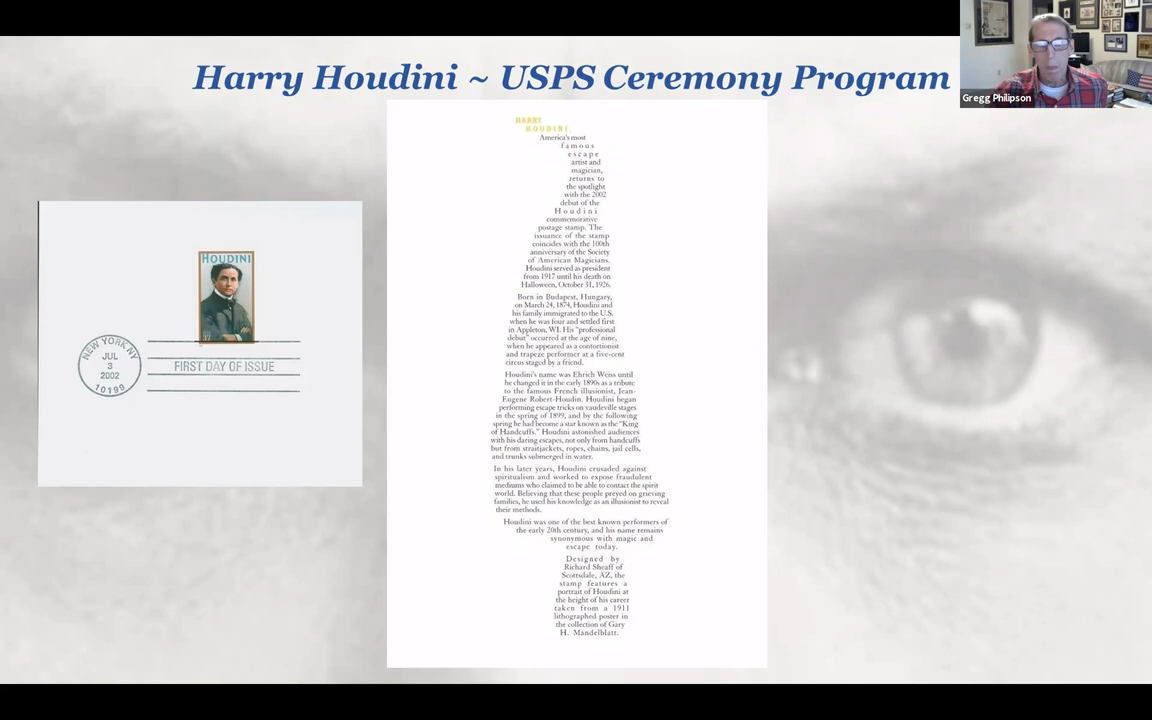 Harry Houdini ~ USPS Ceremony Program
Gregg Philipson
HOUDINI
37
NEW YORK NY
JUL
3
2002
10199
FIRST DAY OF ISSUE
HARRY
HOUDINI,
America's most
famous
escape
artist and
magician,
returns to
the spotlight
with the 2002
debut of the
Houdini
commemorative
postage stamp. The
issuance of the stamp
coincides with the 100th
anniversary of the Society
of American Magicians.
Houdini served as president
from 1917 until his death on
Halloween, October 31, 1926.
Born in Budapest, Hungary,
on March 24, 1874, Houdini and
his family immigrated to the U.S.
when he was four and settled first
in Appleton, WI. His "professional
debut" occurred at the age of nine,
when he appeared as a contortionist
and trapeze performer at a five-cent
circus staged by a friend.
Houdini's name was Ehrich Weiss until
he changed it in the early 1890s as a tribute
to the famous French illusionist, Jean-
Eugene Robert-Houdin. Houdini began
performing escape tricks on vaudeville stages
in the spring of 1899, and by the following
spring he had become a star known as the "King
of Handcuffs." Houdini astonished audiences
with his daring escapes, not only from handcuffs
but from straitjackets, ropes, chains, jail cells,
and trunks submerged in water.
In his later years, Houdini crusaded against
spiritualism and worked to expose fraudulent
mediums who claimed to be able to contact the spirit
world. Believing that these people preyed on grieving
families, he used his knowledge as an illusionist to reveal
their methods.
Houdini was one of the best known performers of
the early 20th century, and his name remains
synonymous with magic and
escape today.
Designed by
Richard Sheaff of
Scottsdale, AZ, the
stamp features a
portrait of Houdini at
the height of his career
taken from a 1911
lithographed poster in
the collection of Gary
H. Mandelblatt.